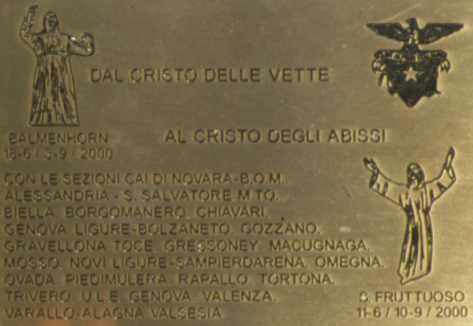 DAL CRISTO DELLE VETTE
BALMENHORN
AL CRISTO DEGLI ABISSI
18-6 / 3-9 / 2000
CON LE SEZIONI CAI DI NOVARA-B.O.M.
ALESSANDRIA - S. SALVATORE M.TO.
BIELLA. BORGOMANERO. CHIAVARI.
GENOVA. LIGURE-BOLZANETO. GOZZANO.
GRAVELLONA TOCE. GRESSONEY. MACUGNAGA.
MOSSO. NOVI LIGURE-SAMPIERDARENA. OMEGNA.
OVADA. PIEDIMULERA. RAPALLO. TORTONA.
TRIVERO. U.L.E. GENOVA. VALENZA.
VARALLO-ALAGNA VALSESIA
S. FRUTTUOSO
11-6 / 10-9 / 2000